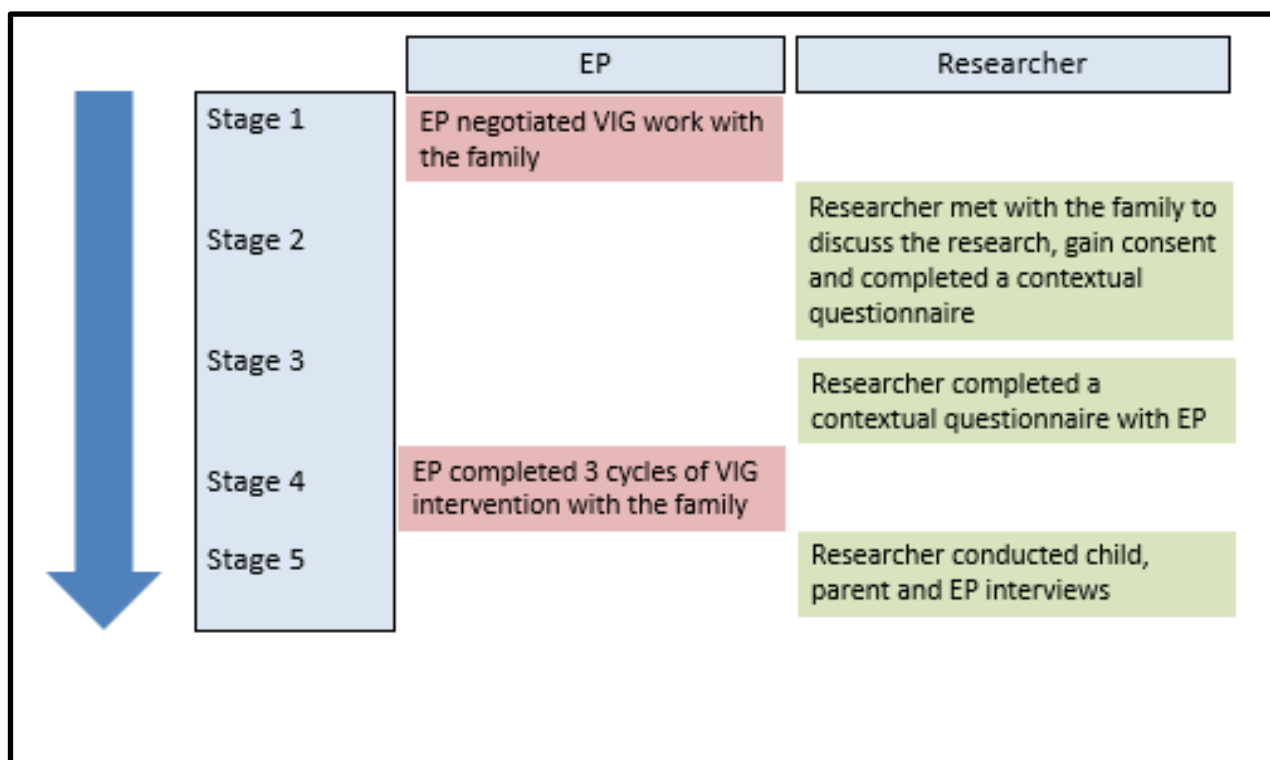 EP
Researcher
Stage 1
EP negotiated VIG work with
the family
Stage 2
Researcher met with the family to
discuss the research, gain consent
and completed a contextual
questionnaire
Stage 3
Researcher completed a
contextual questionnaire with EP
Stage 4
EP completed 3 cycles of VIG
intervention with the family
Stage 5
Researcher conducted child,
parent and EP interviews